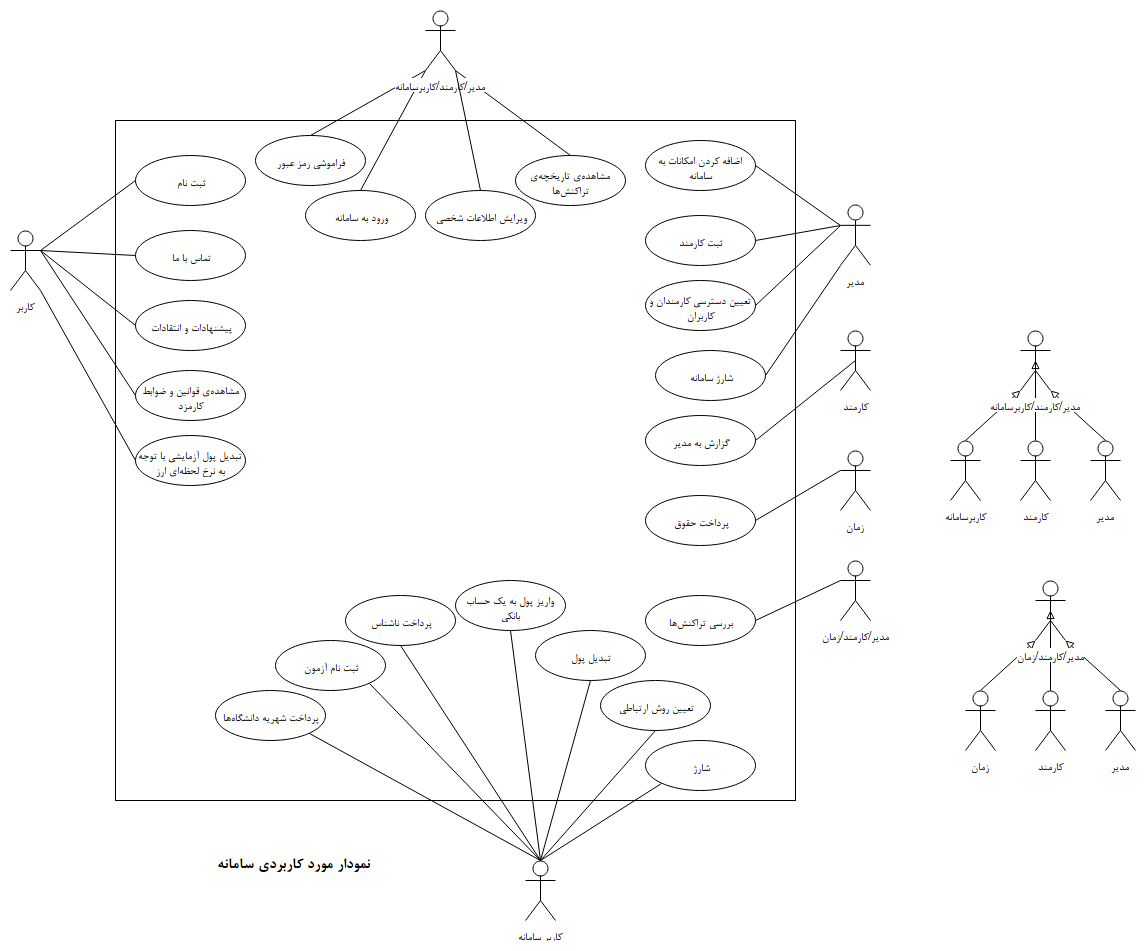 مدیر/کارمند/کاربرسامانه
فراموشی رمز عبور
ورود به سامانه
ویرایش اطلاعات شخصی
مشاهده‌ی تاریخچه‌ی
تراکنش‌ها
اضافه کردن امکانات به
سامانه
ثبت کارمند
تعیین دسترسی کارمندان و
کاربران
شارژ سامانه
مدیر
گزارش به مدیر
کارمند
پرداخت حقوق
زمان
بررسی تراکنش‌ها
مدیر/کارمند/زمان
ثبت نام
تماس با ما
پیشنهادات و انتقادات
مشاهده‌ی قوانین و ضوابط
کارمزد
تبدیل پول آزمایشی با توجه
به نرخ لحظه‌ای ارز
کاربر
واریز پول به یک حساب
بانکی
پرداخت ناشناس
تبدیل پول
ثبت نام آزمون
تعیین روش ارتباطی
پرداخت شهریه دانشگاه‌ها
شارژ
کاربر سامانه
نمودار مورد کاربردی سامانه
مدیر/کارمند/کاربرسامانه
مدیر
کارمند
کاربرسامانه
مدیر/کارمند/زمان
مدیر
کارمند
زمان